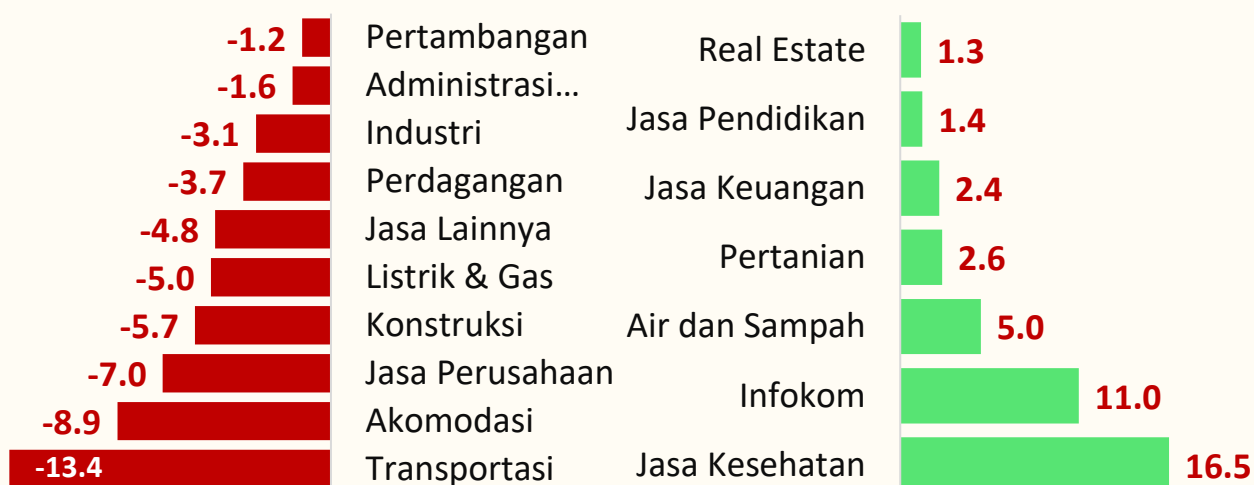 -1.2 Pertambangan
-1.6 Administrasi...
-3.1 Industri
-3.7 Perdagangan
-4.8 Jasa Lainnya
-5.0 Listrik & Gas
-5.7 Konstruksi
-7.0 Jasa Perusahaan
-8.9 Akomodasi
-13.4 Transportasi
Real Estate 1.3
Jasa Pendidikan 1.4
Jasa Keuangan 2.4
Pertanian 2.6
Air dan Sampah 5.0
Infokom 11.0
Jasa Kesehatan 16.5